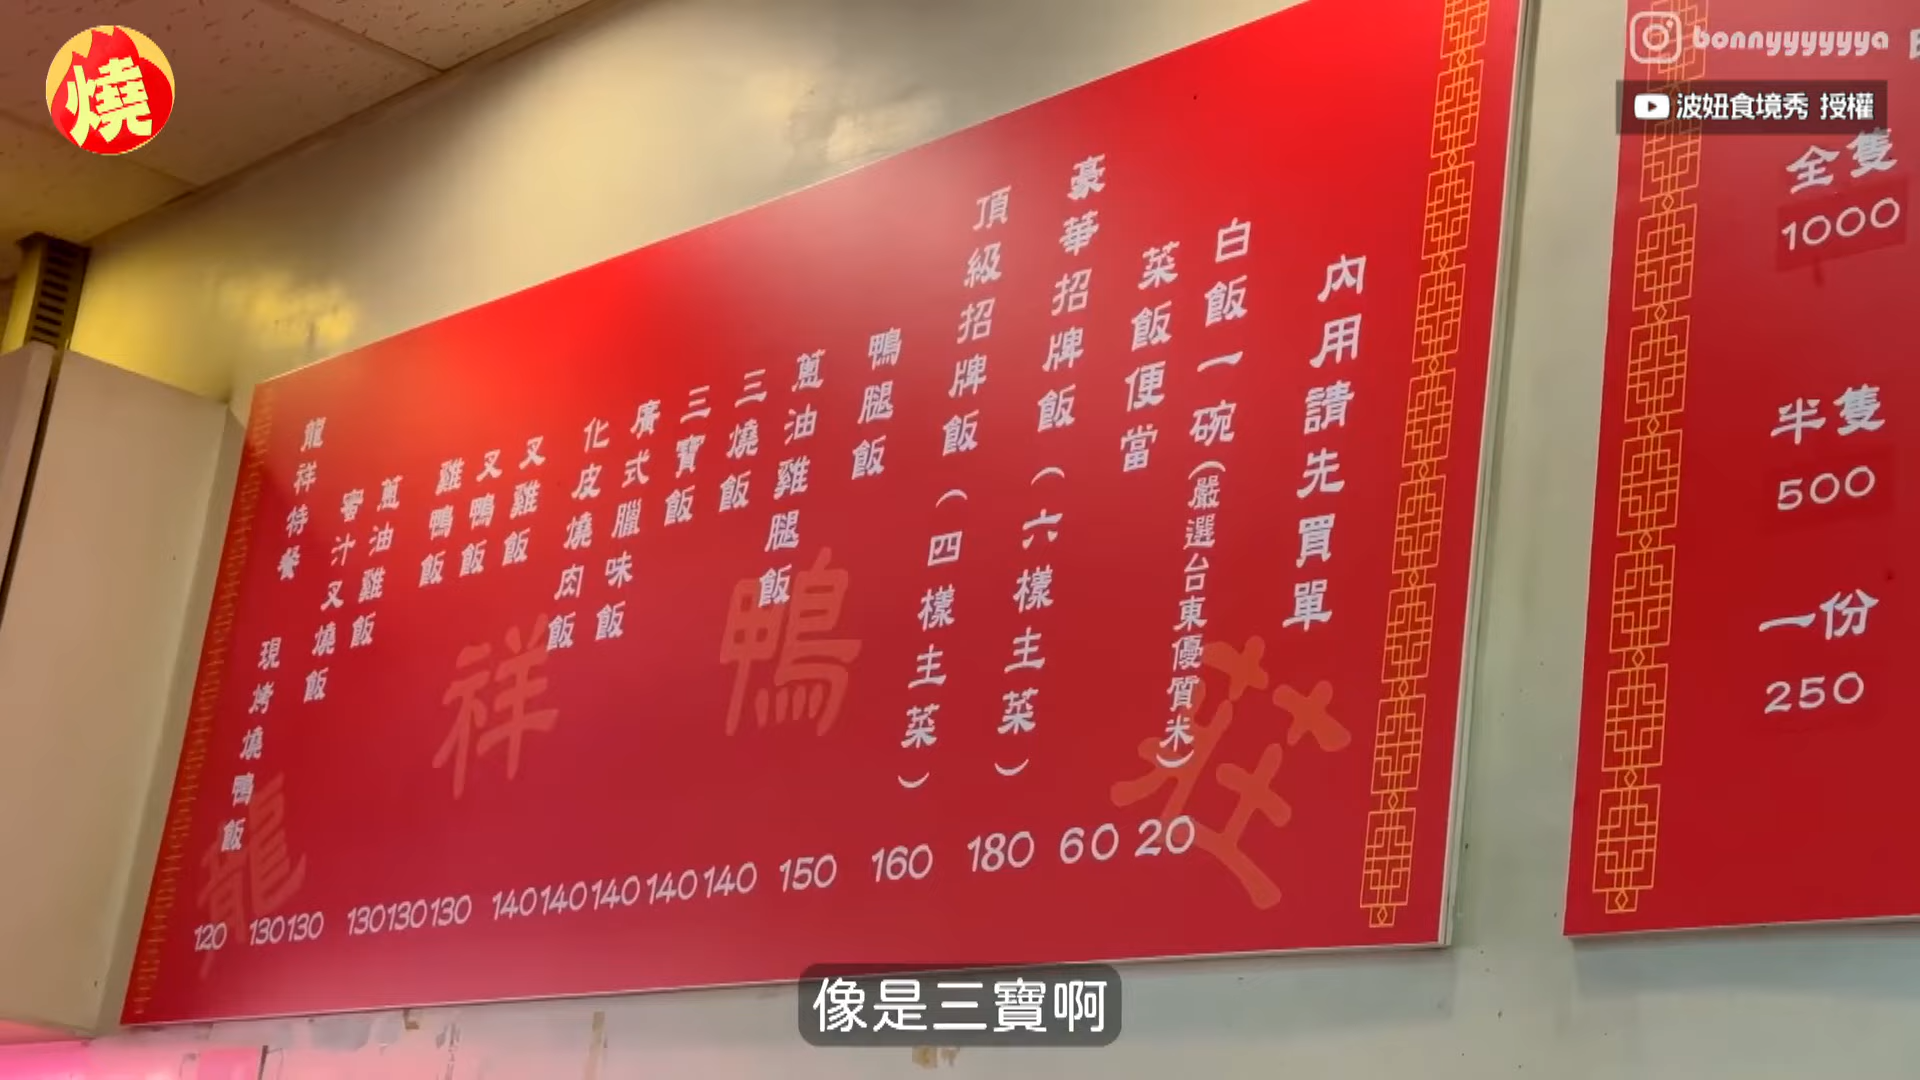 燒
bonnyyyyyya
波妞食境秀 授權
龍祥特餐 現烤燒鴨飯 120
蜜汁叉燒飯 130
蔥油雞飯 130
雞鴨飯 130
叉鴨飯 130
叉雞飯 130
化皮燒肉飯 140
廣式臘味飯 140
三寶飯 140
三燒飯 140
蔥油雞腿飯 140
鴨腿飯 150
頂級招牌飯(四樣主菜) 160
豪華招牌飯(六樣主菜) 180
菜飯便當 60
白飯一碗(嚴選台東優質米) 20
內用請先買單
龍祥鴨莊
全隻
1000
半隻
500
一份
250
像是三寶啊